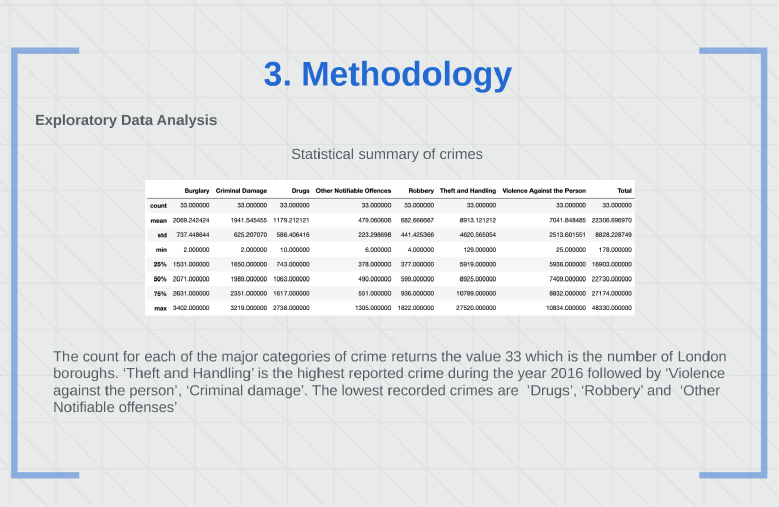 3. Methodology
Exploratory Data Analysis
Statistical summary of crimes
Burglary Criminal Damage Drugs Other Notifiable Offences Robbery Theft and Handling Violence Against the Person Total
count 33.000000 33.000000 33.000000 33.000000 33.000000 33.000000 33.000000 33.000000
mean 2069.242424 1941.545455 1179.212121 479.060606 682.666667 8913.121212 7041.848485 22306.696970
std 737.448644 625.207070 586.406416 223.298698 441.425366 4620.565054 2513.601551 8828.228749
min 2.000000 2.000000 10.000000 6.000000 4.000000 129.000000 25.000000 178.000000
25% 1531.000000 1650.000000 743.000000 378.000000 377.000000 5919.000000 5936.000000 16903.000000
50% 2071.000000 1989.000000 1063.000000 490.000000 599.000000 8925.000000 7409.000000 22730.000000
75% 2631.000000 2351.000000 1617.000000 551.000000 936.000000 10789.000000 8832.000000 27174.000000
max 3402.000000 3219.000000 2738.000000 1305.000000 1822.000000 27520.000000 10834.000000 48330.000000
The count for each of the major categories of crime returns the value 33 which is the number of London
boroughs. ‘Theft and Handling’ is the highest reported crime during the year 2016 followed by ‘Violence
against the person’, ‘Criminal damage’. The lowest recorded crimes are ’Drugs’, ‘Robbery’ and ‘Other
Notifiable offenses’